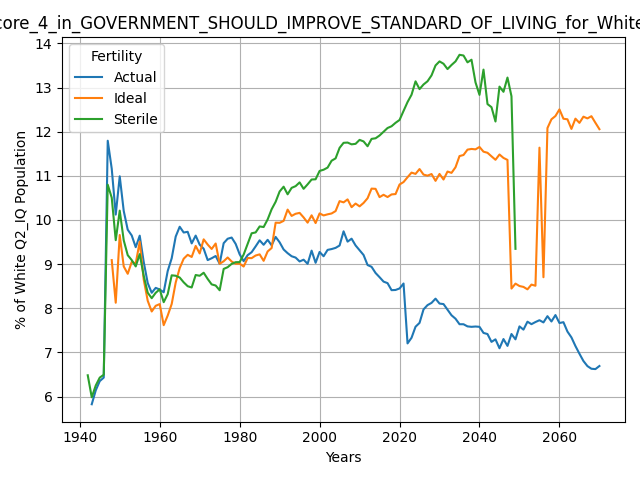 core_4_in_GOVERNMENT_SHOULD_IMPROVE_STANDARD_OF_LIVING_for_White
14
13
12
11
10
9
8
7
6
% of White Q2_IQ Population
Fertility
Actual
Ideal
Sterile
1940
1960
1980
2000
2020
2040
2060
Years